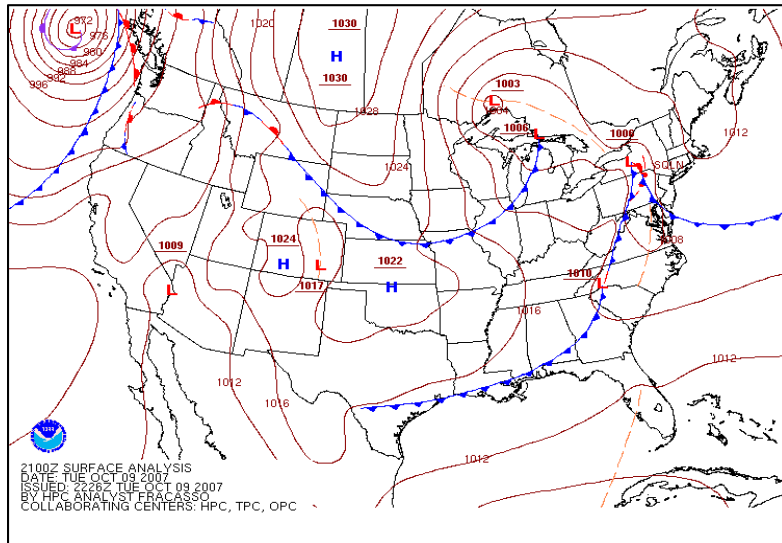 972
976
980
984
988
992
996
L
1020
1030
H
1030
1028
1003
L
1004
1006
L
1000
L
SQLN
1012
1024
1009
L
1024
H
L
1017
1022
H
1008
1010
L
1016
1012
1012
1016
1012
2100Z SURFACE ANALYSIS
DATE: TUE OCT 09 2007
ISSUED: 2226Z TUE OCT 09 2007
BY HPC ANALYST FRACASSO
COLLABORATING CENTERS: HPC, TPC, OPC